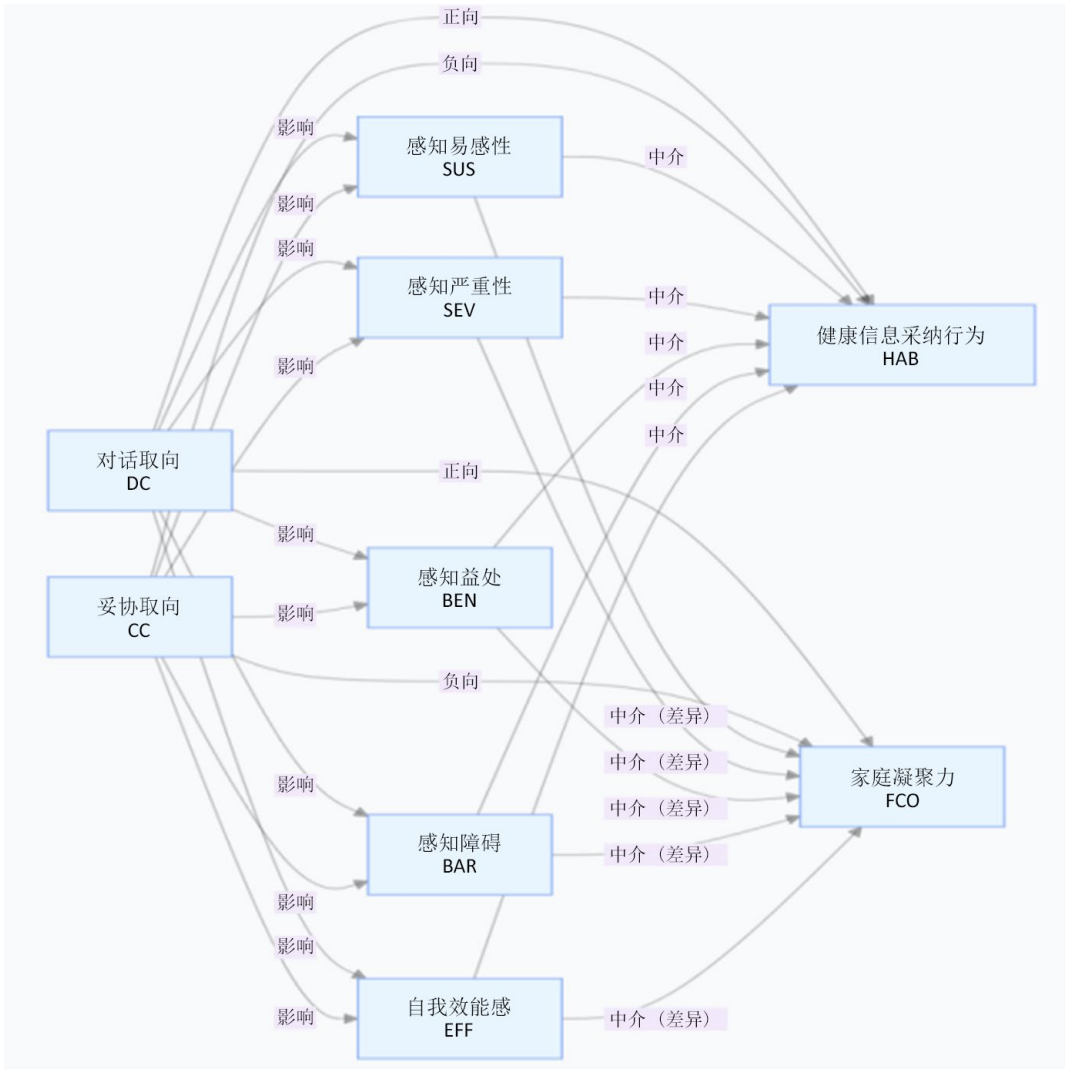 正向
负向
影响
感知易感性
SUS
中介
影响
影响
感知严重性
SEV
中介
健康信息采纳行为
HAB
中介
影响
中介
中介
对话取向
DC
正向
影响
感知益处
BEN
妥协取向
CC
影响
负向
中介（差异）
中介（差异）
家庭凝聚力
FCO
影响
中介（差异）
感知障碍
BAR
中介（差异）
影响
影响
自我效能感
EFF
影响
中介（差异）